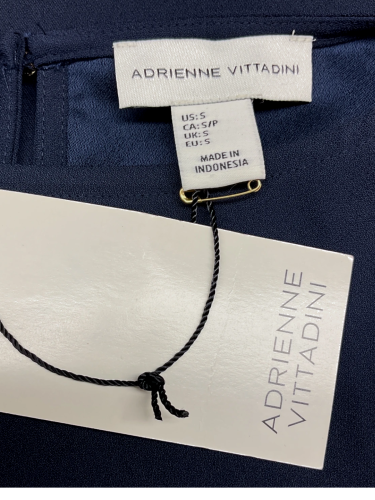 ADRIENNE VITTADINI
US: S
CA: S/P
UK: S
EU: S
MADE IN
INDONESIA
ADRIENNE
VITTADINI